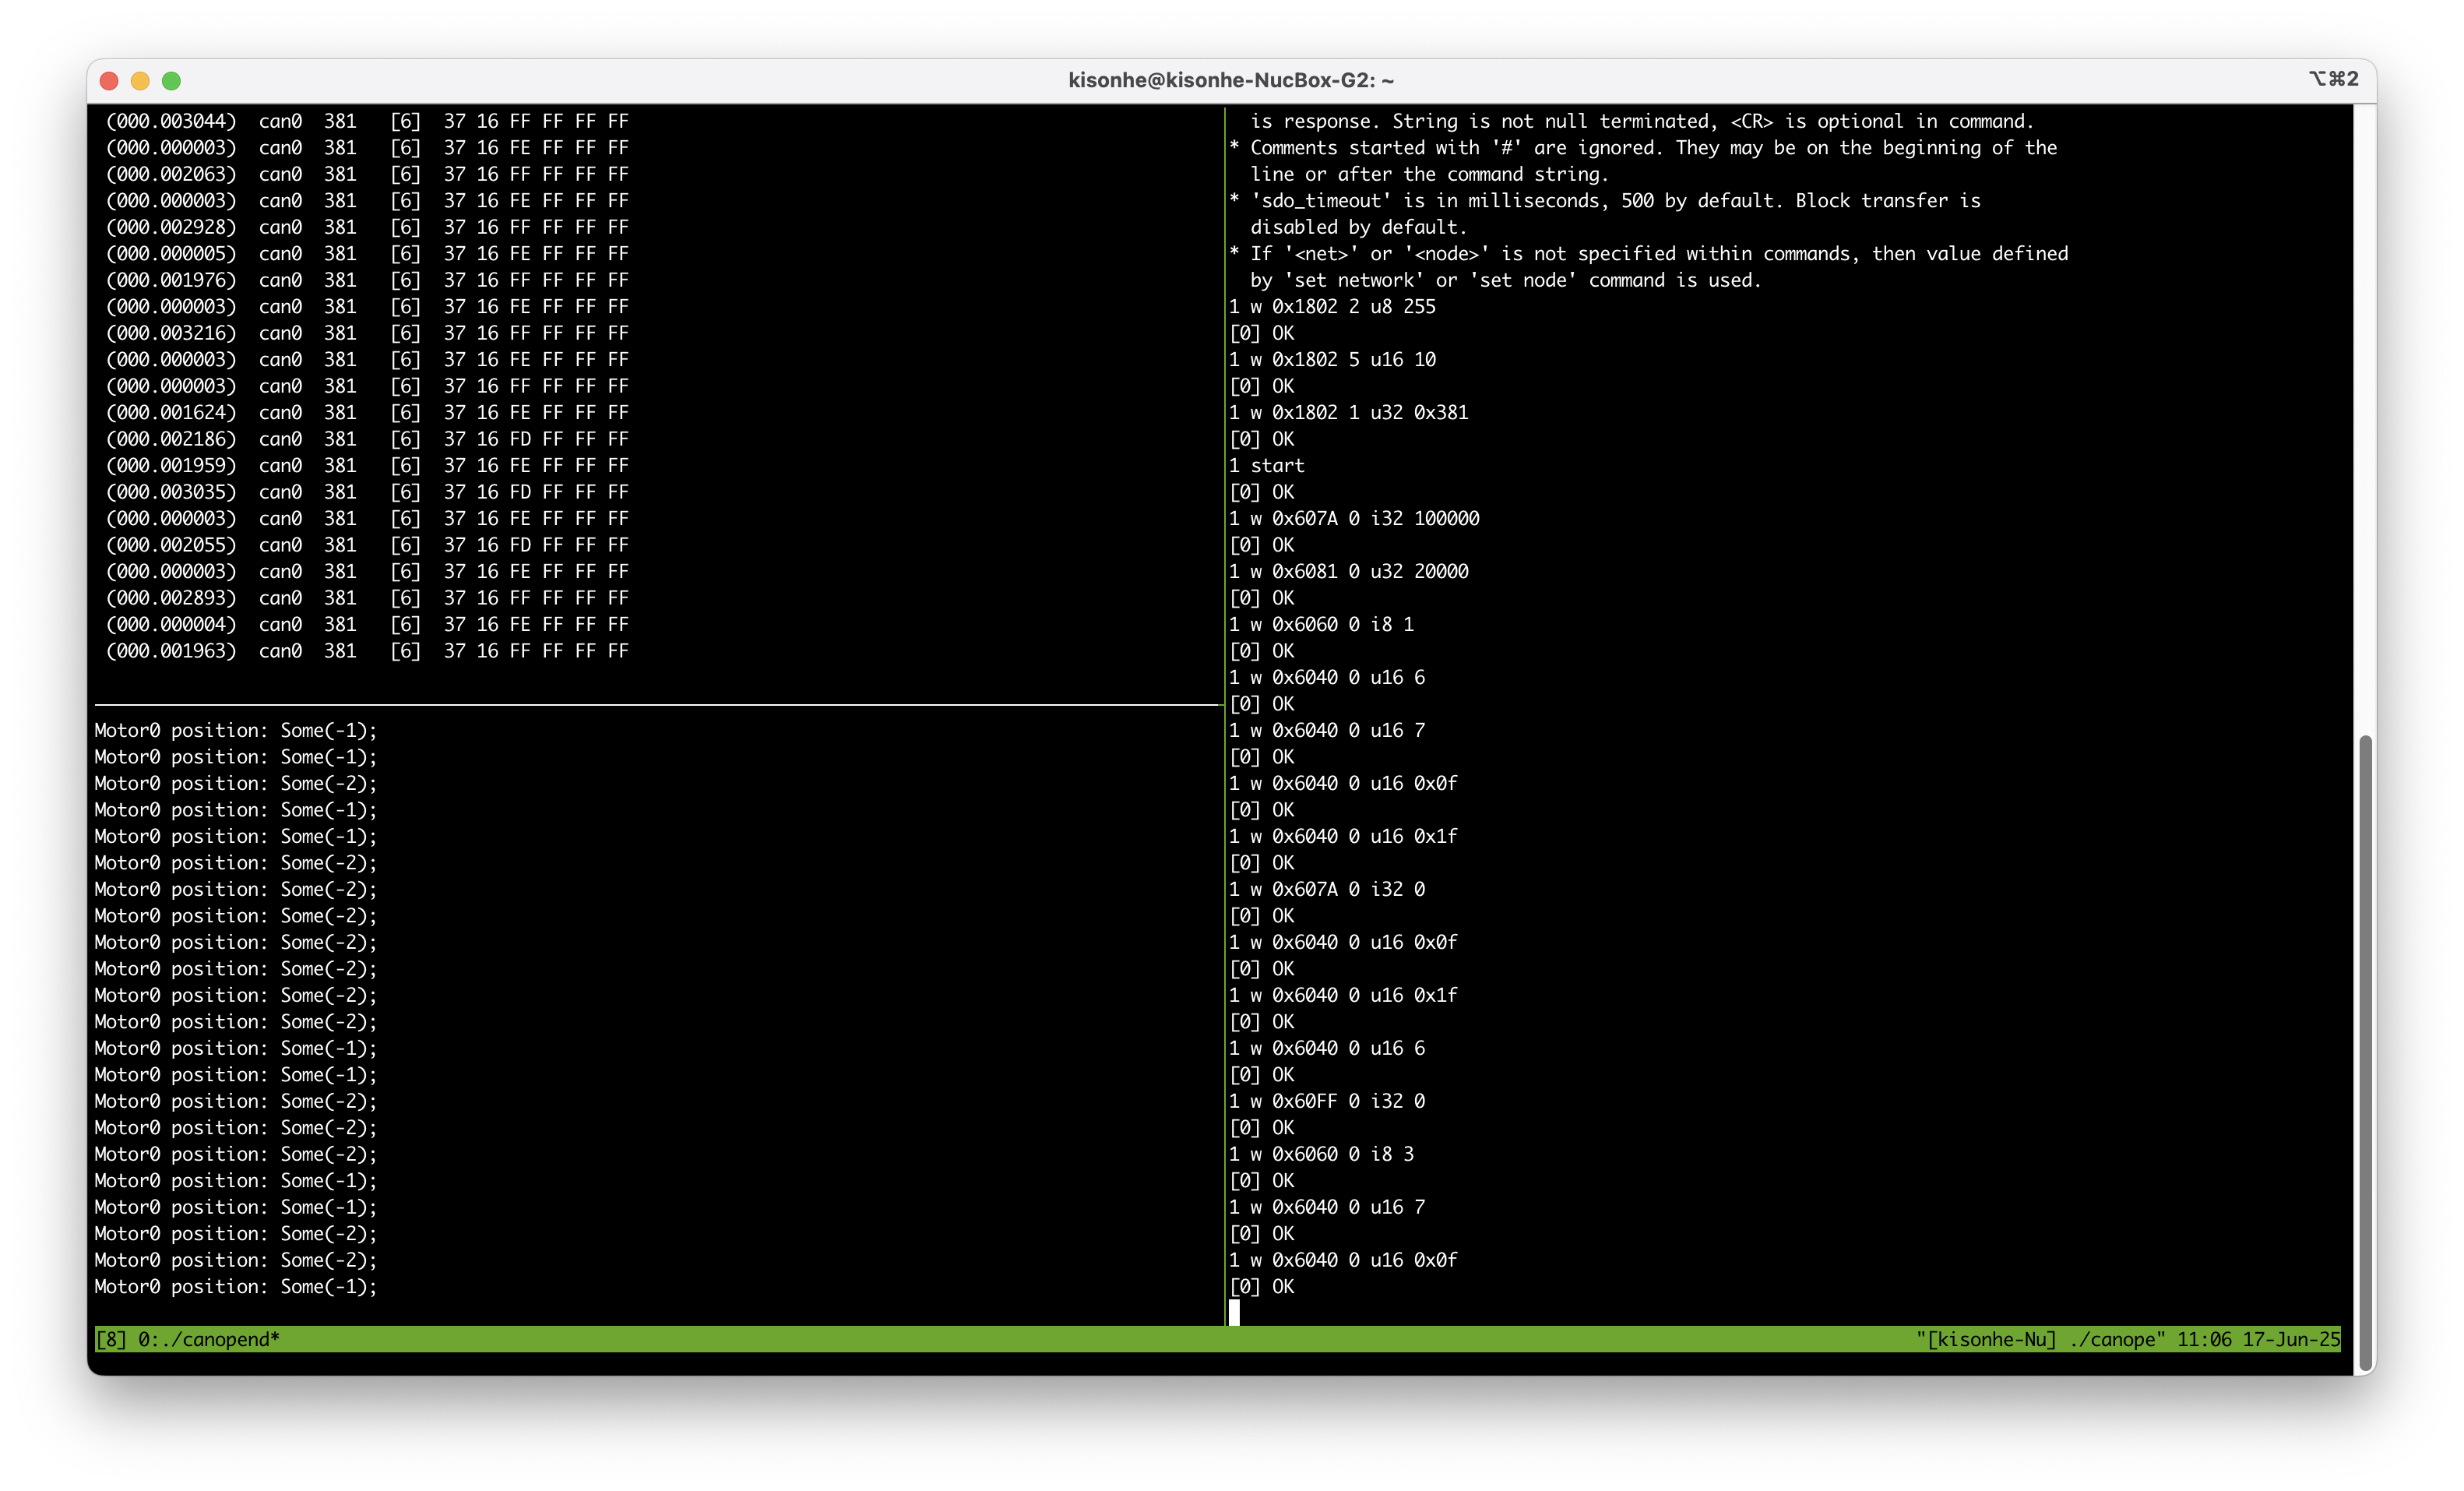 kisonhe@kisonhe-NucBox-G2: ~
⌥⌘2
(000.003044) can0 381 [6] 37 16 FF FF FF FF
(000.000003) can0 381 [6] 37 16 FE FF FF FF
(000.002063) can0 381 [6] 37 16 FF FF FF FF
(000.000003) can0 381 [6] 37 16 FE FF FF FF
(000.002928) can0 381 [6] 37 16 FF FF FF FF
(000.000005) can0 381 [6] 37 16 FE FF FF FF
(000.001976) can0 381 [6] 37 16 FF FF FF FF
(000.000003) can0 381 [6] 37 16 FE FF FF FF
(000.003216) can0 381 [6] 37 16 FF FF FF FF
(000.000003) can0 381 [6] 37 16 FE FF FF FF
(000.000003) can0 381 [6] 37 16 FF FF FF FF
(000.001624) can0 381 [6] 37 16 FE FF FF FF
(000.002186) can0 381 [6] 37 16 FD FF FF FF
(000.001959) can0 381 [6] 37 16 FE FF FF FF
(000.003035) can0 381 [6] 37 16 FD FF FF FF
(000.000003) can0 381 [6] 37 16 FE FF FF FF
(000.002055) can0 381 [6] 37 16 FD FF FF FF
(000.000003) can0 381 [6] 37 16 FE FF FF FF
(000.002893) can0 381 [6] 37 16 FF FF FF FF
(000.000004) can0 381 [6] 37 16 FE FF FF FF
(000.001963) can0 381 [6] 37 16 FF FF FF FF
Motor0 position: Some(-1);
Motor0 position: Some(-1);
Motor0 position: Some(-2);
Motor0 position: Some(-1);
Motor0 position: Some(-1);
Motor0 position: Some(-2);
Motor0 position: Some(-2);
Motor0 position: Some(-2);
Motor0 position: Some(-2);
Motor0 position: Some(-2);
Motor0 position: Some(-2);
Motor0 position: Some(-2);
Motor0 position: Some(-1);
Motor0 position: Some(-1);
Motor0 position: Some(-2);
Motor0 position: Some(-2);
Motor0 position: Some(-2);
Motor0 position: Some(-1);
Motor0 position: Some(-1);
Motor0 position: Some(-2);
Motor0 position: Some(-2);
Motor0 position: Some(-1);
is response. String is not null terminated, <CR> is optional in command.
* Comments started with '#' are ignored. They may be on the beginning of the
line or after the command string.
* 'sdo_timeout' is in milliseconds, 500 by default. Block transfer is
disabled by default.
* If '<net>' or '<node>' is not specified within commands, then value defined
by 'set network' or 'set node' command is used.
1 w 0x1802 2 u8 255
[0] OK
1 w 0x1802 5 u16 10
[0] OK
1 w 0x1802 1 u32 0x381
[0] OK
1 start
[0] OK
1 w 0x607A 0 i32 100000
[0] OK
1 w 0x6081 0 u32 20000
[0] OK
1 w 0x6060 0 i8 1
[0] OK
1 w 0x6040 0 u16 6
[0] OK
1 w 0x6040 0 u16 7
[0] OK
1 w 0x6040 0 u16 0x0f
[0] OK
1 w 0x6040 0 u16 0x1f
[0] OK
1 w 0x607A 0 i32 0
[0] OK
1 w 0x6040 0 u16 0x0f
[0] OK
1 w 0x6040 0 u16 0x1f
[0] OK
1 w 0x6040 0 u16 6
[0] OK
1 w 0x60FF 0 i32 0
[0] OK
1 w 0x6060 0 i8 3
[0] OK
1 w 0x6040 0 u16 7
[0] OK
1 w 0x6040 0 u16 0x0f
[0] OK
[8] 0:./canopend*
"[kisonhe-Nu] ./canope" 11:06 17-Jun-25